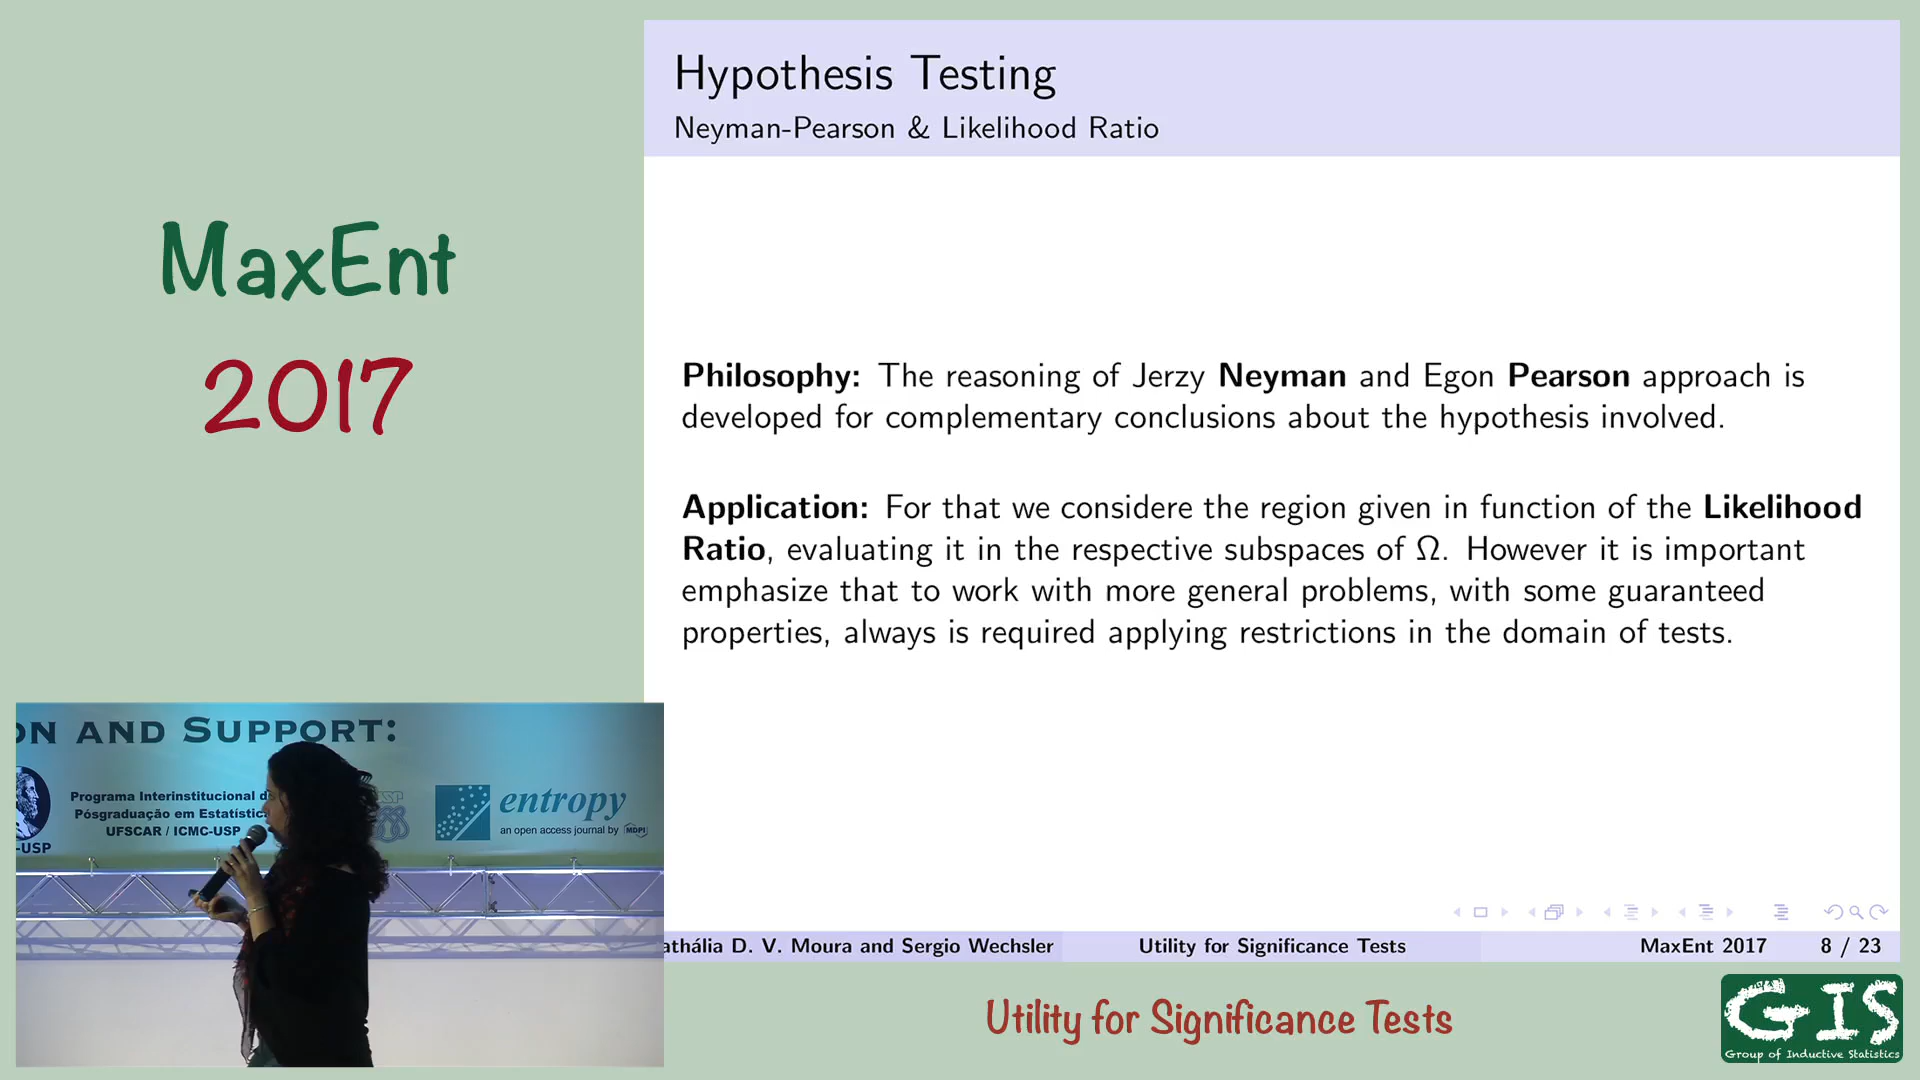 MaxEnt
2017
Hypothesis Testing
Neyman-Pearson & Likelihood Ratio
Philosophy: The reasoning of Jerzy Neyman and Egon Pearson approach is
developed for complementary conclusions about the hypothesis involved.
Application: For that we considere the region given in function of the Likelihood
Ratio, evaluating it in the respective subspaces of Ω. However it is important
emphasize that to work with more general problems, with some guaranteed
properties, always is required applying restrictions in the domain of tests.
athália D. V. Moura and Sergio Wechsler Utility for Significance Tests MaxEnt 2017 8 / 23
ON AND SUPPORT:
Programa Interinstitucional d
Pósgraduação em Estatístic
UFSCAR / ICMC-USP
-USP
entropy
an open access journal by MDPI
Utility for Significance Tests
GIS
Group of Inductive Statistics